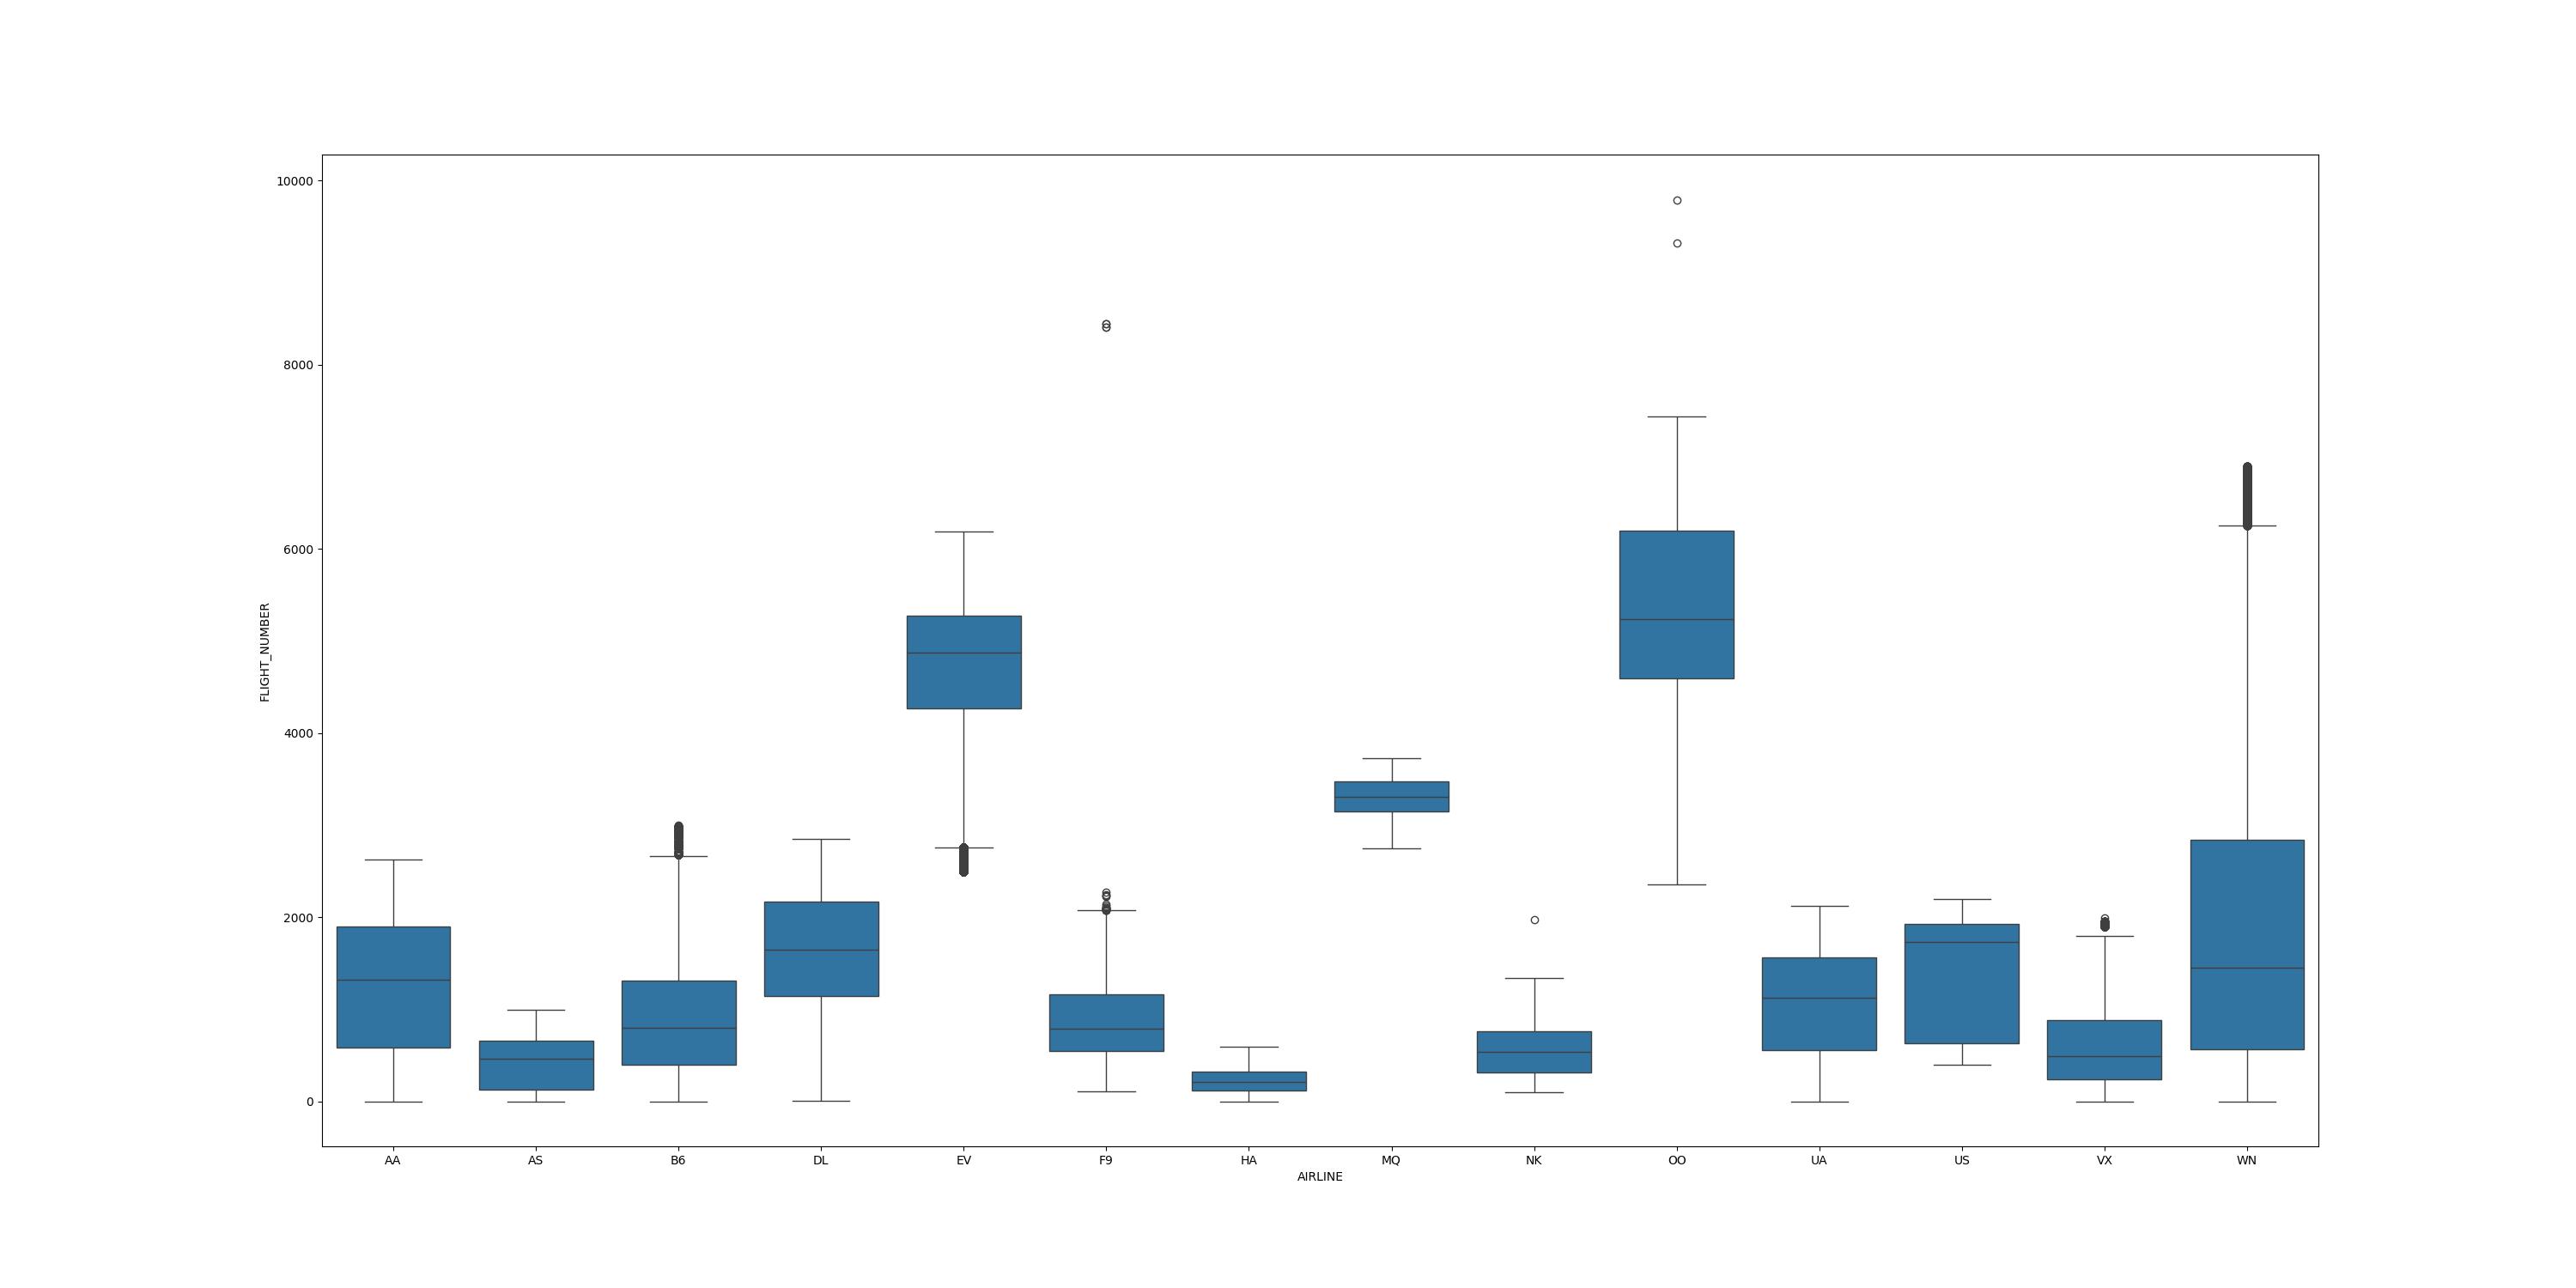 10000
8000
6000
4000
2000
0
FLIGHT_NUMBER
AA AS B6 DL EV F9 HA MQ NK OO UA US VX WN
AIRLINE